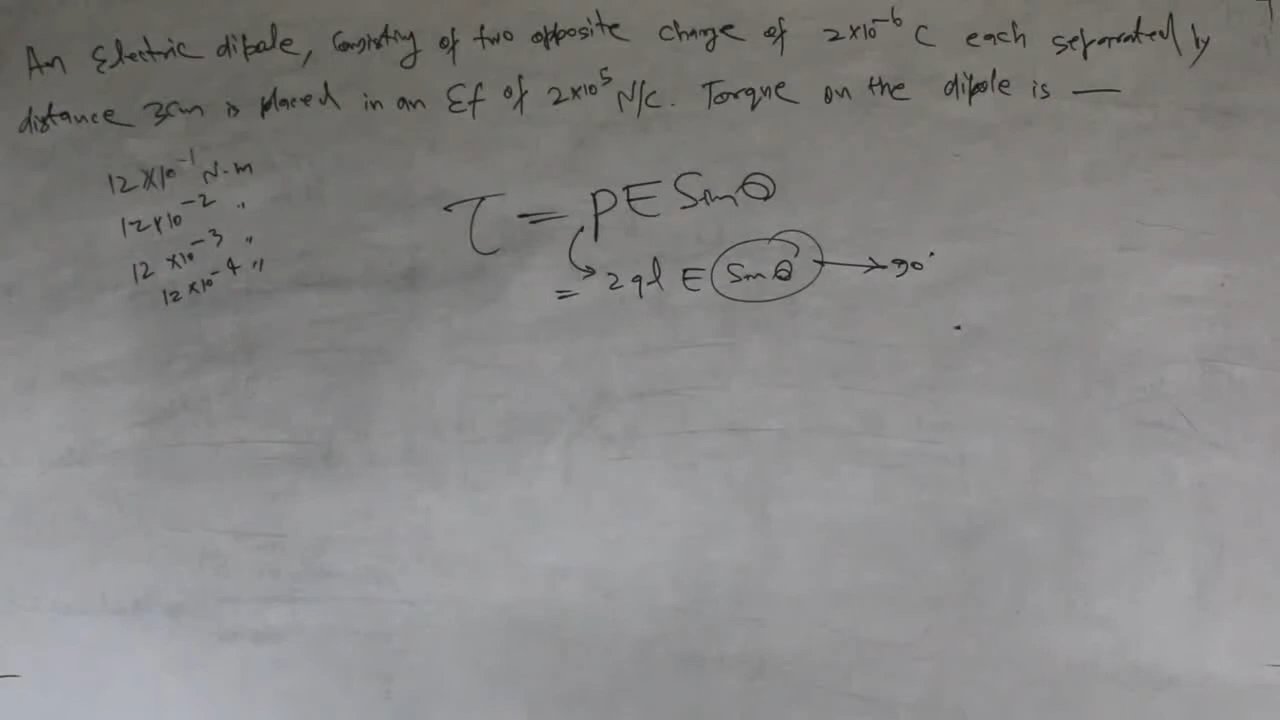 An Electric dipole, consisting of two opposite charge of 2×10⁻⁶ C each seperated by
distance 3cm is placed in an Ef of 2×10⁵ N/C. Torque on the dipole is —
12×10⁻¹ N-m
12×10⁻² "
12×10⁻³ "
12×10⁻⁴ "
τ = PE Sinθ
= 2ql E Sinθ → 90°